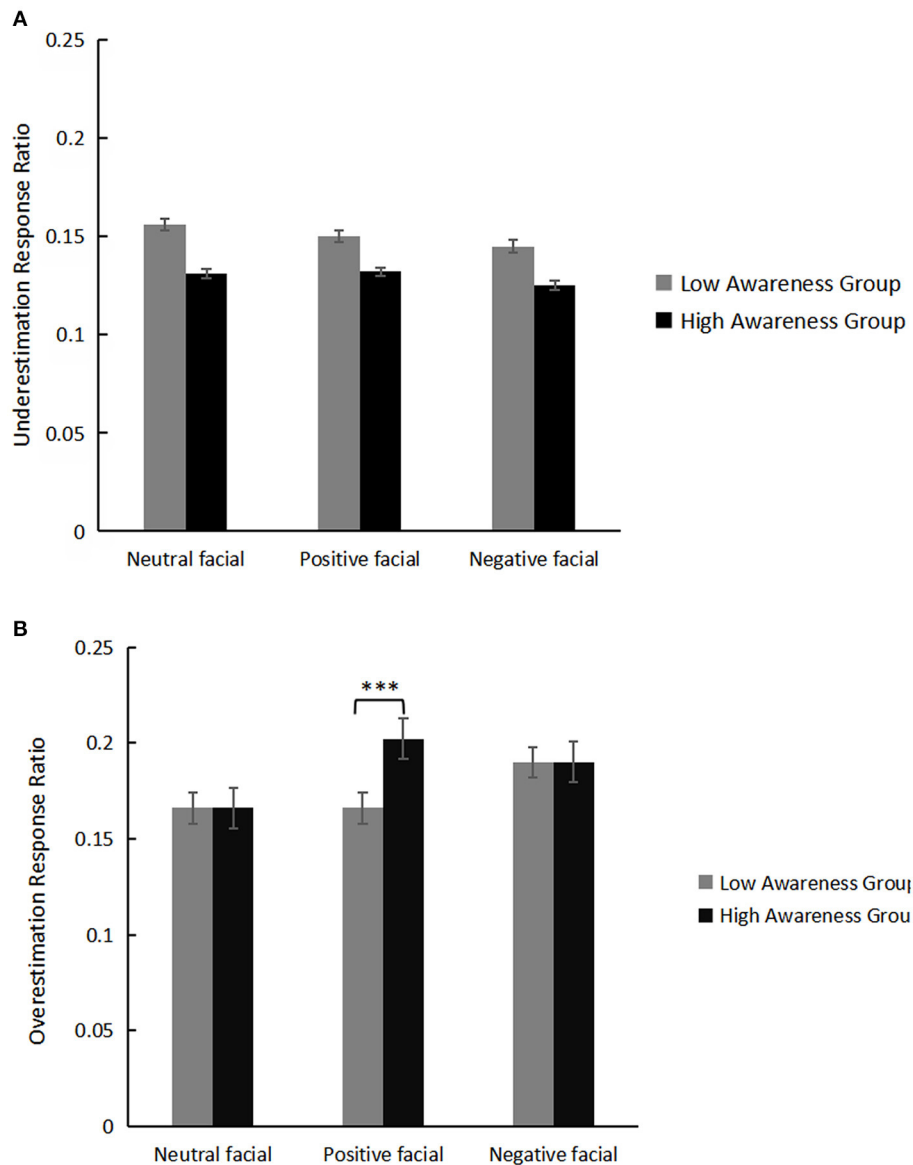 A
0.25
0.2
0.15
0.1
0.05
0
Underestimation Response Ratio
Neutral facial
Positive facial
Negative facial
Low Awareness Group
High Awareness Group
B
0.25
0.2
0.15
0.1
0.05
0
Overestimation Response Ratio
***
Neutral facial
Positive facial
Negative facial
Low Awareness Grou
High Awareness Grou